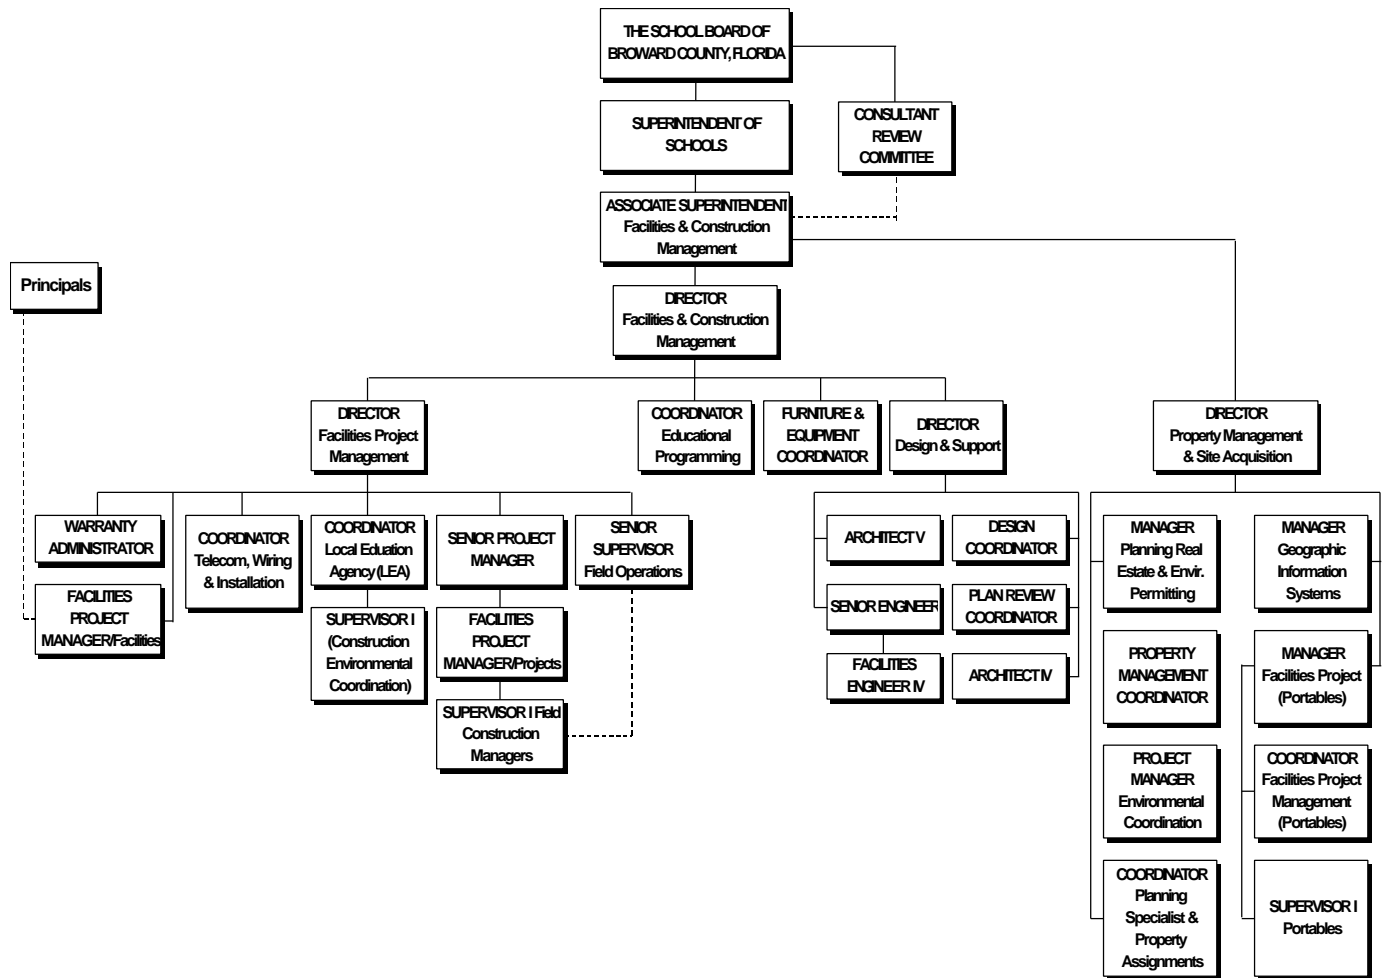 THE SCHOOL BOARD OF
BROWARD COUNTY, FLORIDA
SUPERINTENDENT OF
SCHOOLS
CONSULTANT
REVIEW
COMMITTEE
ASSOCIATE SUPERINTENDENT
Facilities & Construction
Management
Principals
DIRECTOR
Facilities & Construction
Management
DIRECTOR
Facilities Project
Management
COORDINATOR
Educational
Programming
FURNITURE &
EQUIPMENT
COORDINATOR
DIRECTOR
Design & Support
DIRECTOR
Property Management
& Site Acquisition
WARRANTY
ADMINISTRATOR
FACILITIES
PROJECT
MANAGER/Facilities
COORDINATOR
Telecom, Wiring
& Installation
COORDINATOR
Local Eduation
Agency (LEA)
SUPERVISOR I
(Construction
Environmental
Coordination)
SENIOR PROJECT
MANAGER
FACILITIES
PROJECT
MANAGER/Projects
SUPERVISOR I Field
Construction
Managers
SENIOR
SUPERVISOR
Field Operations
ARCHITECT V
SENIOR ENGINEER
FACILITIES
ENGINEER IV
DESIGN
COORDINATOR
PLAN REVIEW
COORDINATOR
ARCHITECT IV
MANAGER
Planning Real
Estate & Envir.
Permitting
PROPERTY
MANAGEMENT
COORDINATOR
PROJECT
MANAGER
Environmental
Coordination
COORDINATOR
Planning
Specialist &
Property
Assignments
MANAGER
Geographic
Information
Systems
MANAGER
Facilities Project
(Portables)
COORDINATOR
Facilities Project
Management
(Portables)
SUPERVISOR I
Portables